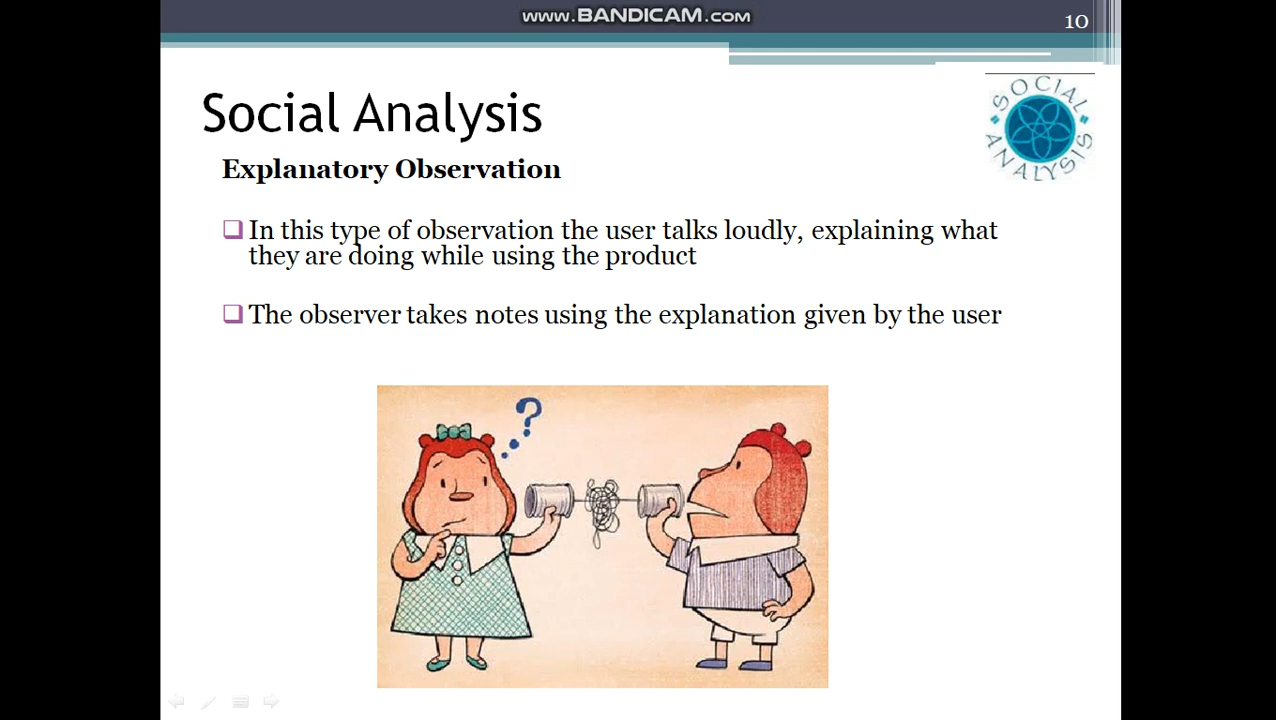 www.BANDICAM.com
10
Social Analysis
SOCIAL
ANALYSIS
Explanatory Observation
In this type of observation the user talks loudly, explaining what
they are doing while using the product
The observer takes notes using the explanation given by the user
?